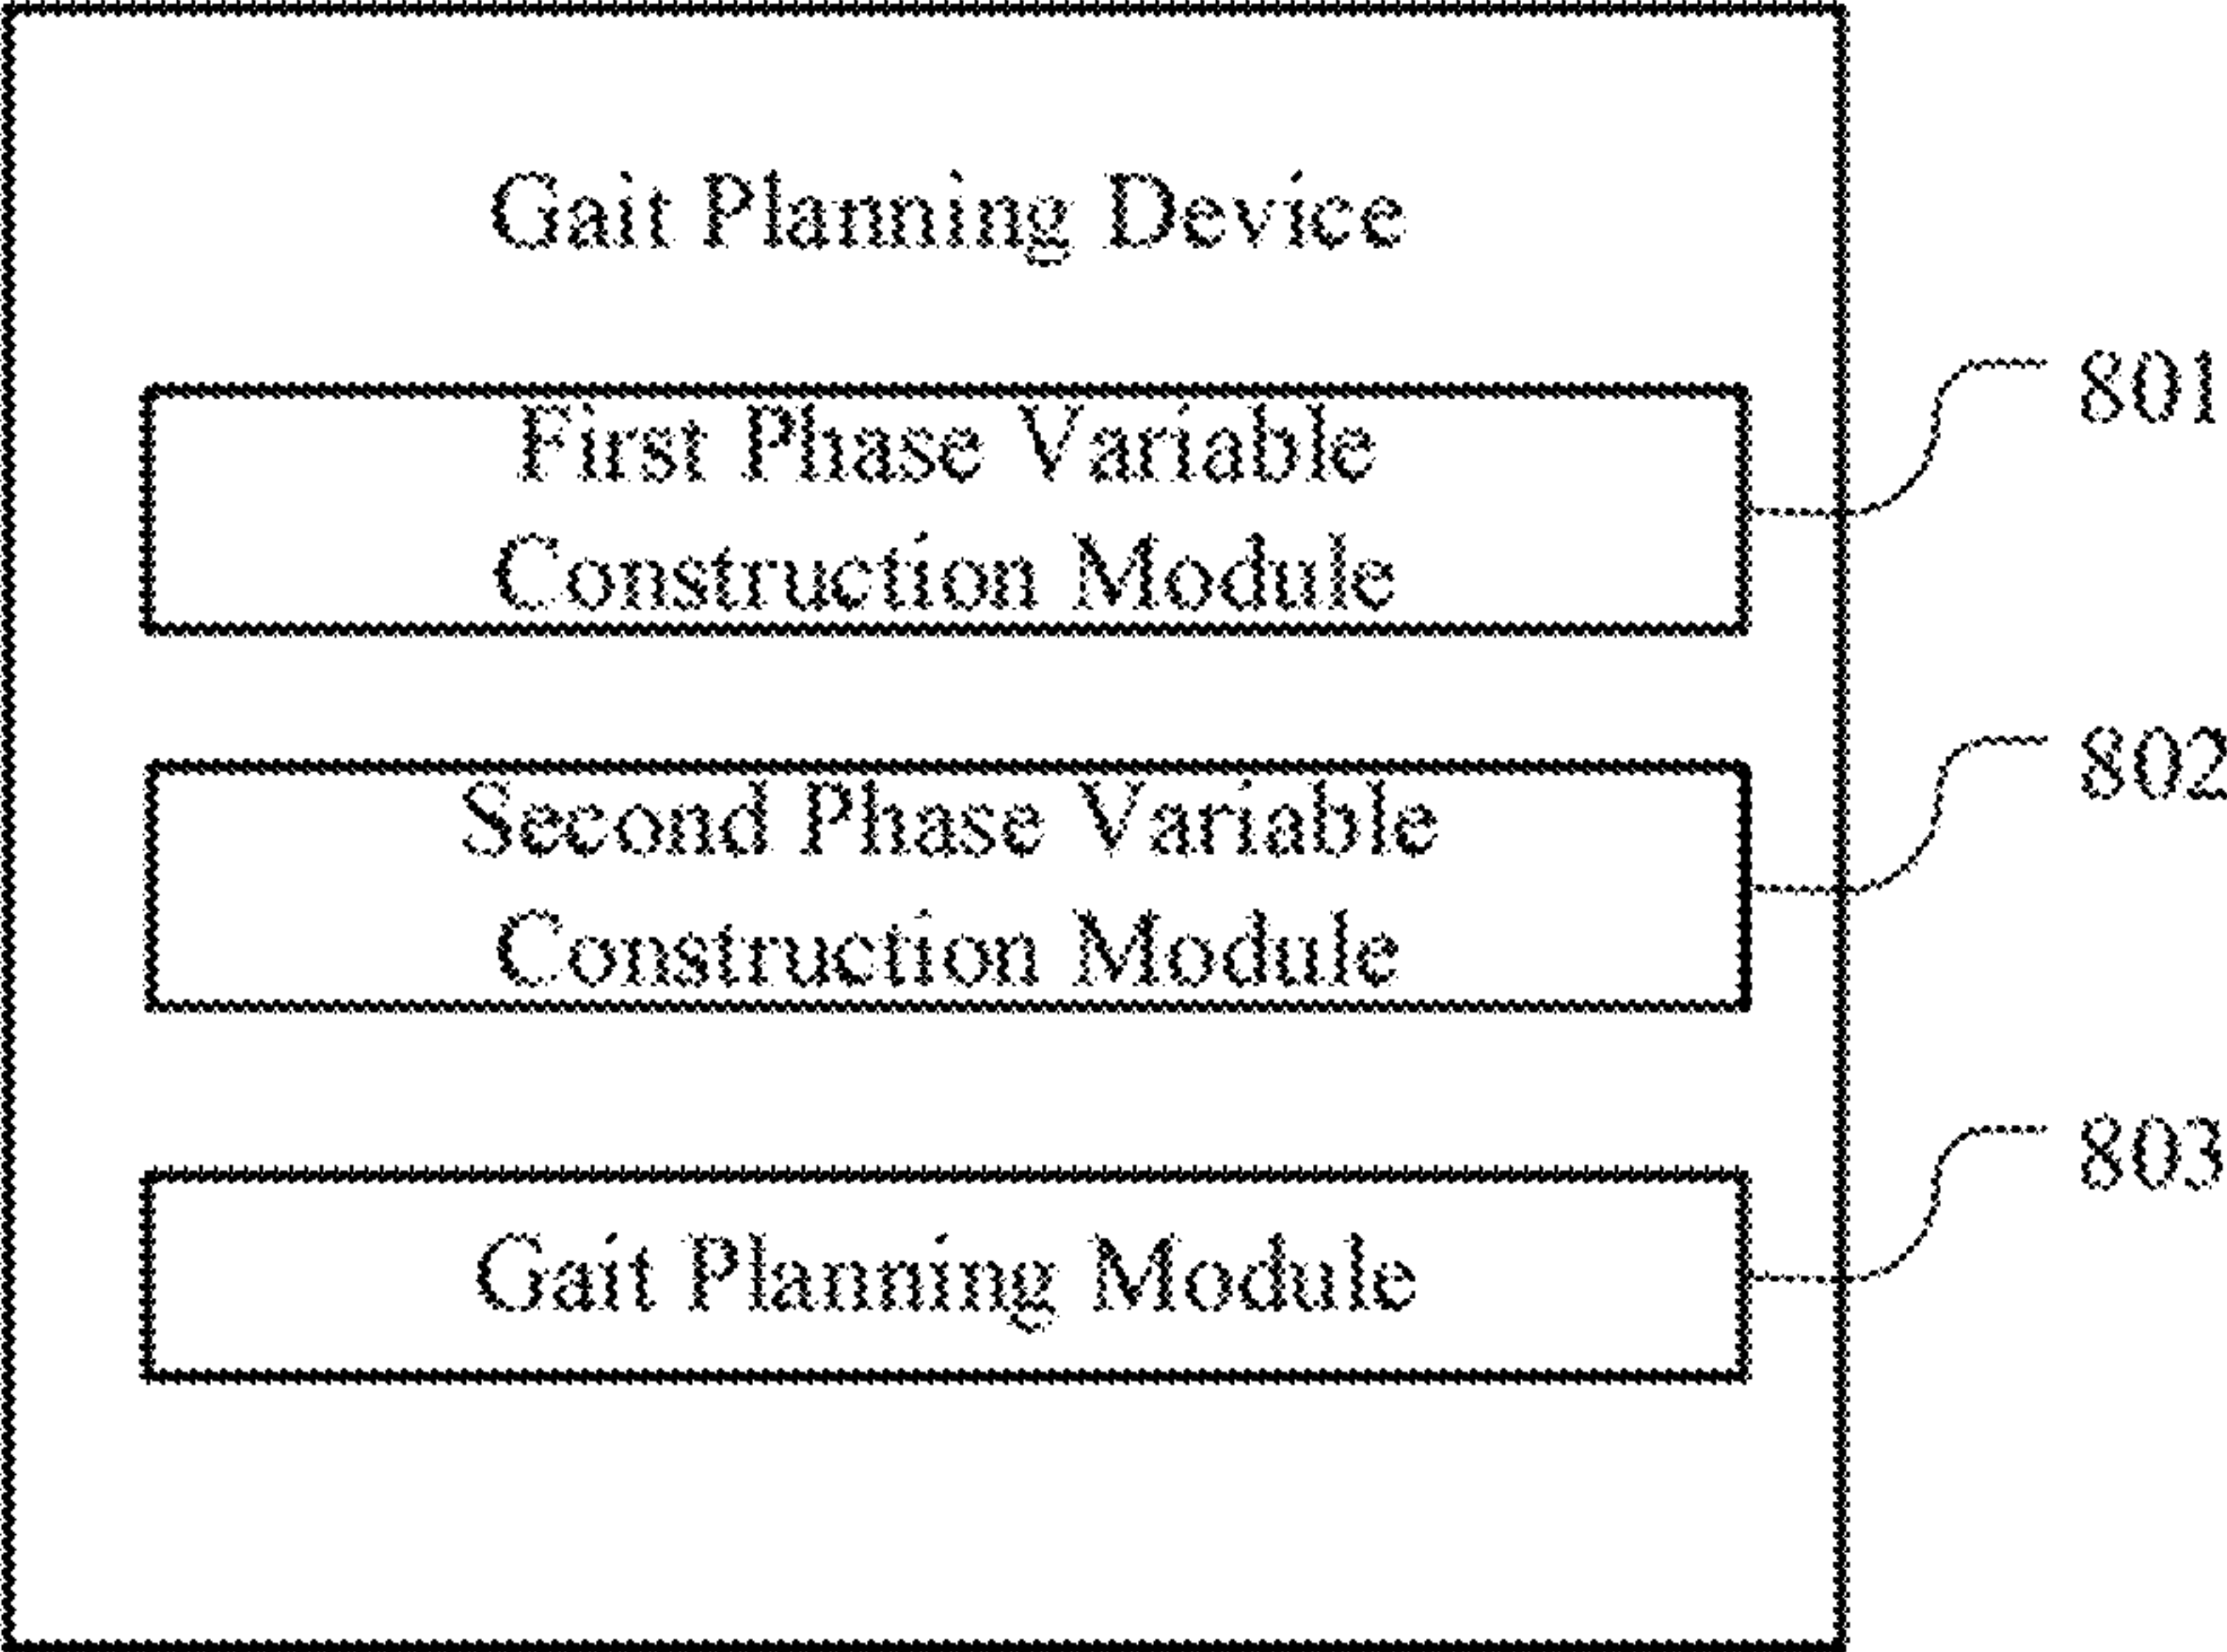 Gait Planning Device
801
First Phase Variable
Construction Module
802
Second Phase Variable
Construction Module
803
Gait Planning Module